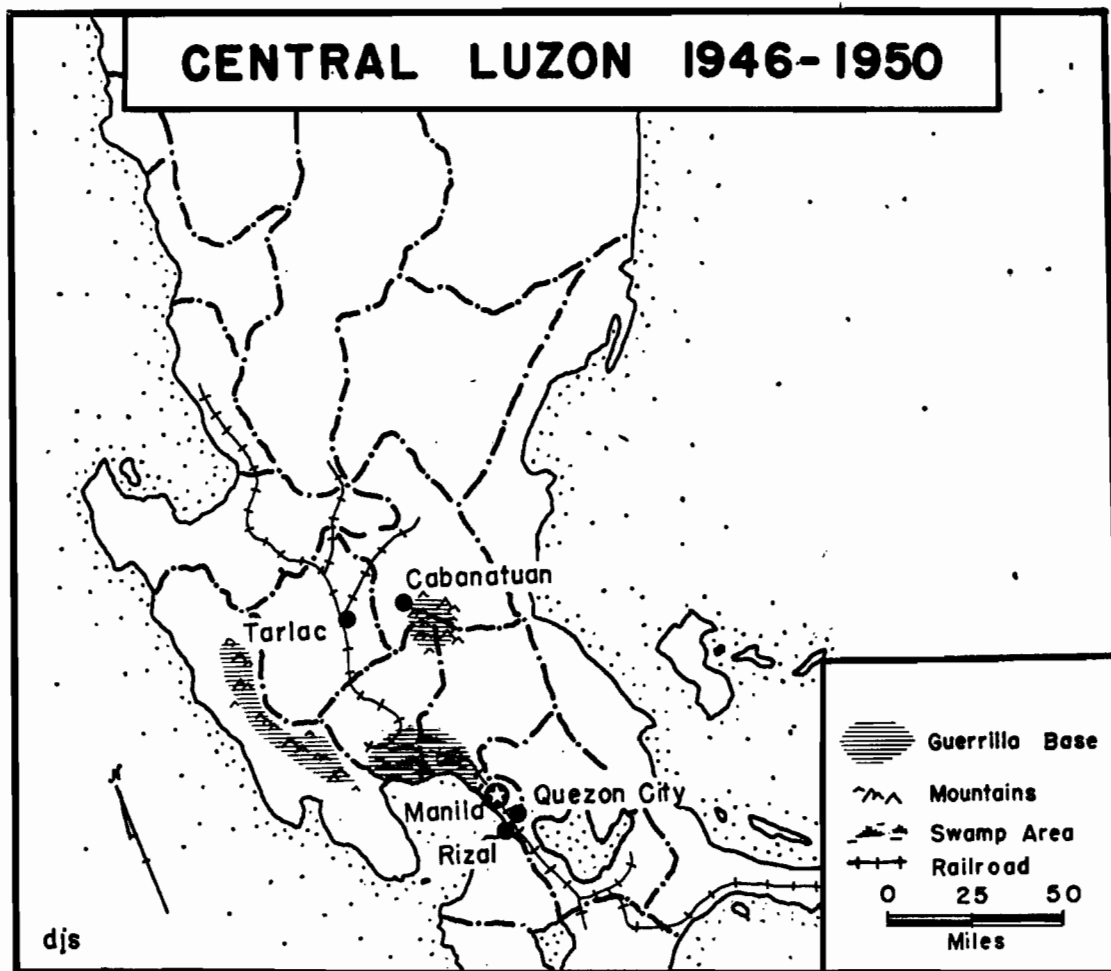 CENTRAL LUZON 1946-1950
Cabanatuan
Tarlac
Manila
Quezon City
Rizal
N
djs
Guerrilla Base
Mountains
Swamp Area
Railroad
0 25 50
Miles